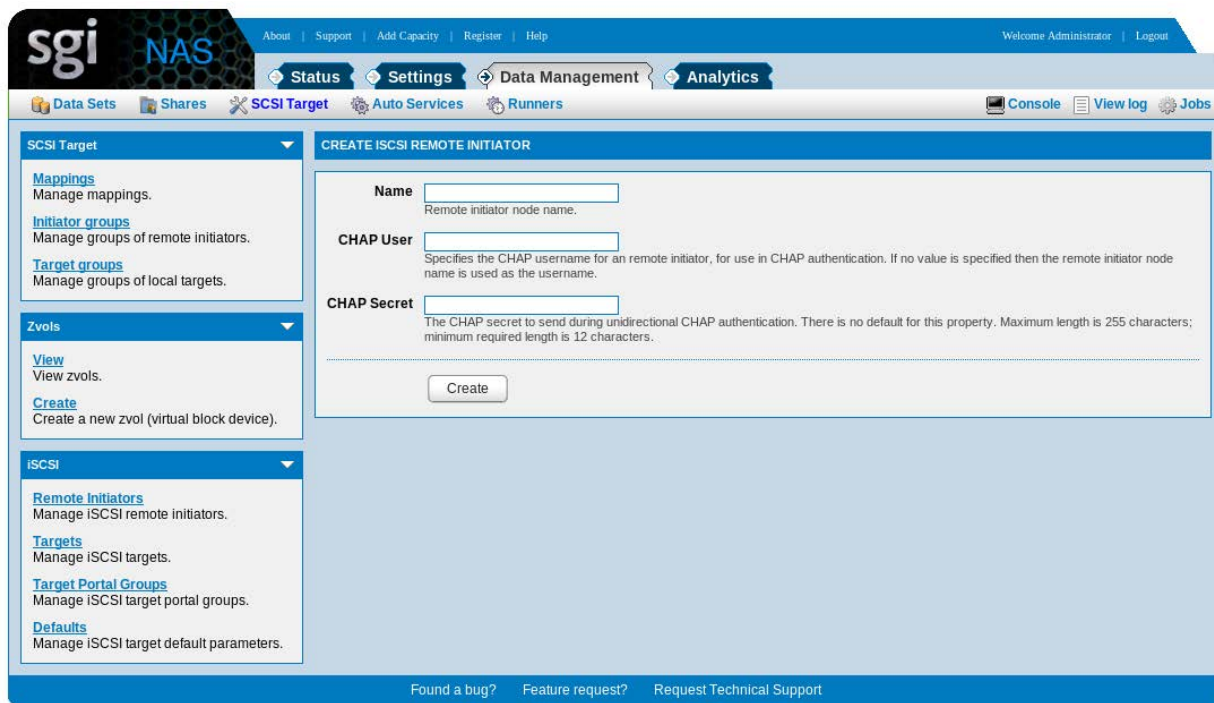 sgi NAS
About | Support | Add Capacity | Register | Help
Welcome Administrator | Logout
Status Settings Data Management Analytics
Data Sets Shares SCSI Target Auto Services Runners
Console View log Jobs
SCSI Target
Mappings
Manage mappings.
Initiator groups
Manage groups of remote initiators.
Target groups
Manage groups of local targets.
Zvols
View
View zvols.
Create
Create a new zvol (virtual block device).
iSCSI
Remote Initiators
Manage iSCSI remote initiators.
Targets
Manage iSCSI targets.
Target Portal Groups
Manage iSCSI target portal groups.
Defaults
Manage iSCSI target default parameters.
CREATE ISCSI REMOTE INITIATOR
Name
Remote initiator node name.
CHAP User
Specifies the CHAP username for an remote initiator, for use in CHAP authentication. If no value is specified then the remote initiator node
name is used as the username.
CHAP Secret
The CHAP secret to send during unidirectional CHAP authentication. There is no default for this property. Maximum length is 255 characters;
minimum required length is 12 characters.
Create
Found a bug? Feature request? Request Technical Support